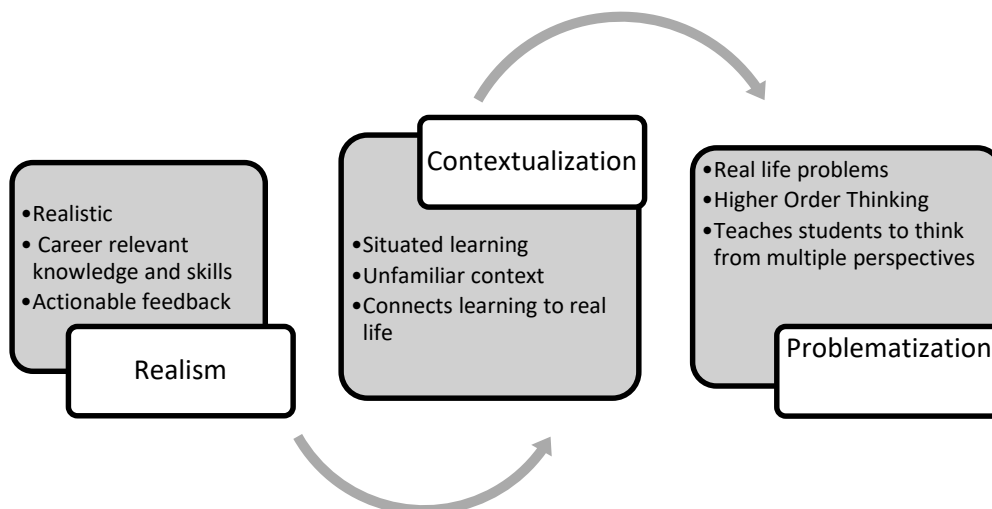 •Realistic
• Career relevant
knowledge and skills
•Actionable feedback
Realism
Contextualization
•Situated learning
•Unfamiliar context
•Connects learning to real
life
•Real life problems
•Higher Order Thinking
•Teaches students to think
from multiple perspectives
Problematization